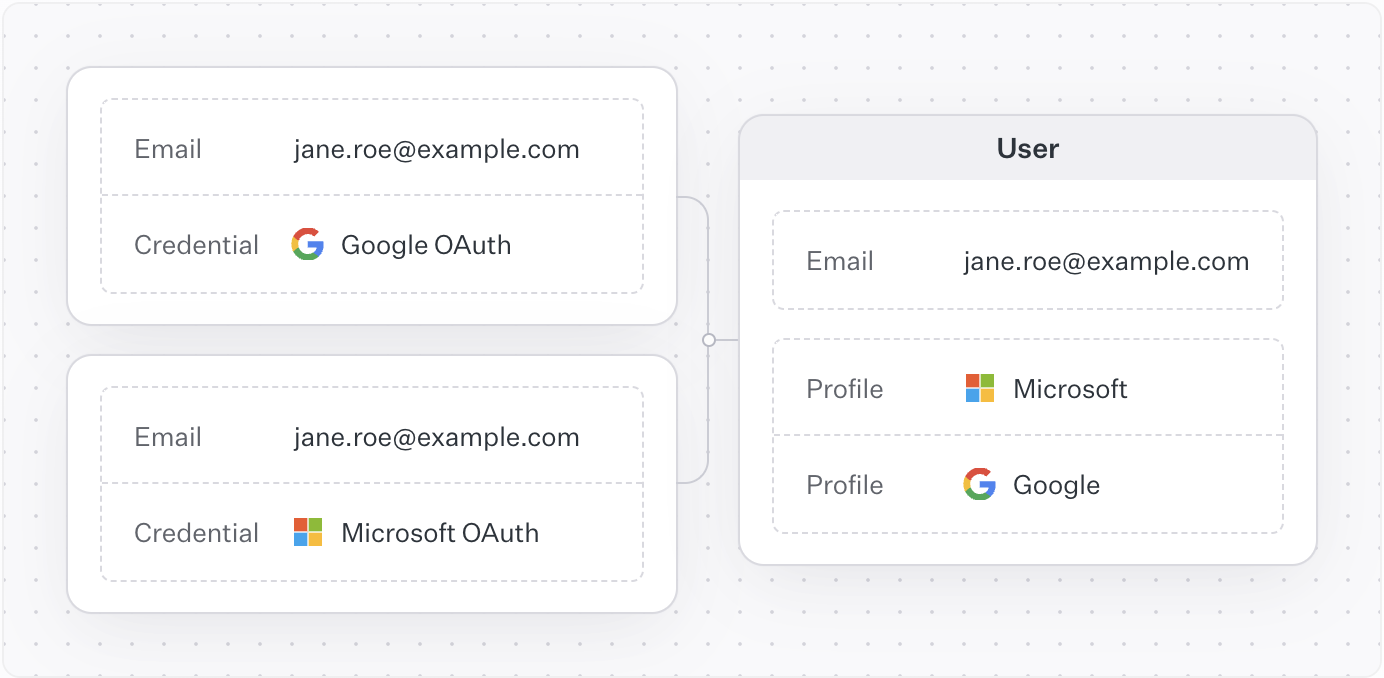 Email jane.roe@example.com
Credential Google OAuth
Email jane.roe@example.com
Credential Microsoft OAuth
User
Email jane.roe@example.com
Profile Microsoft
Profile Google